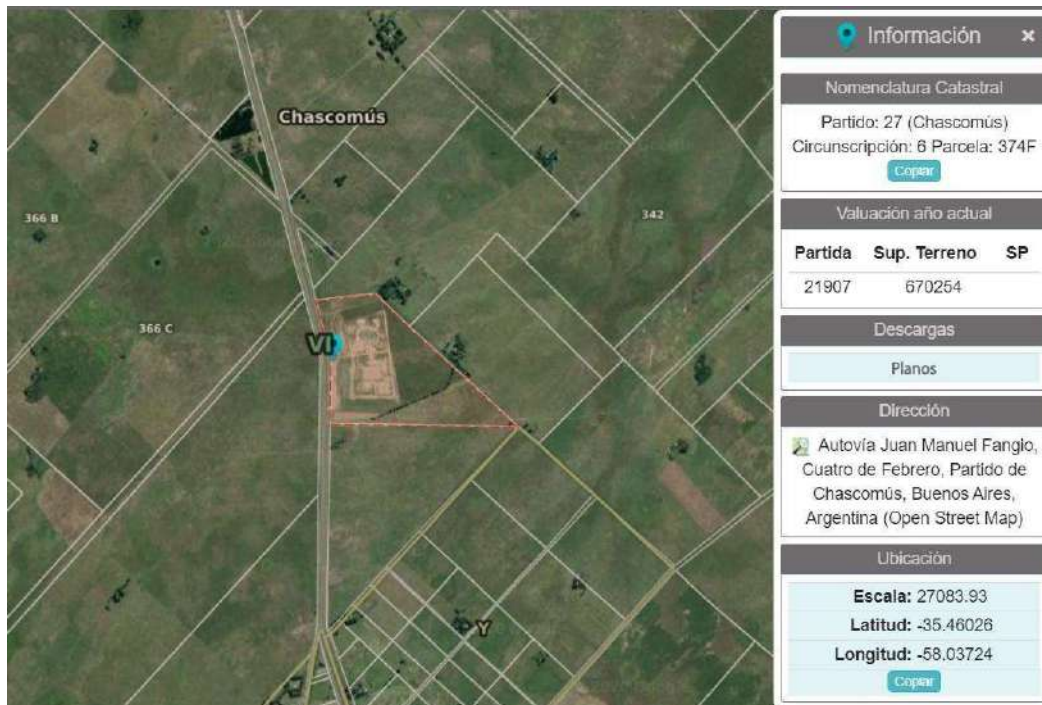 Chascomús
366 B
342
366 C
VI
Y
Información ×
Nomenclatura Catastral
Partido: 27 (Chascomús)
Circunscripción: 6 Parcela: 374F
Copiar
Valuación año actual
Partida Sup. Terreno SP
21907 670254
Descargas
Planos
Dirección
Autovía Juan Manuel Fangio,
Cuatro de Febrero, Partido de
Chascomús, Buenos Aires,
Argentina (Open Street Map)
Ubicación
Escala: 27083.93
Latitud: -35.46026
Longitud: -58.03724
Copiar